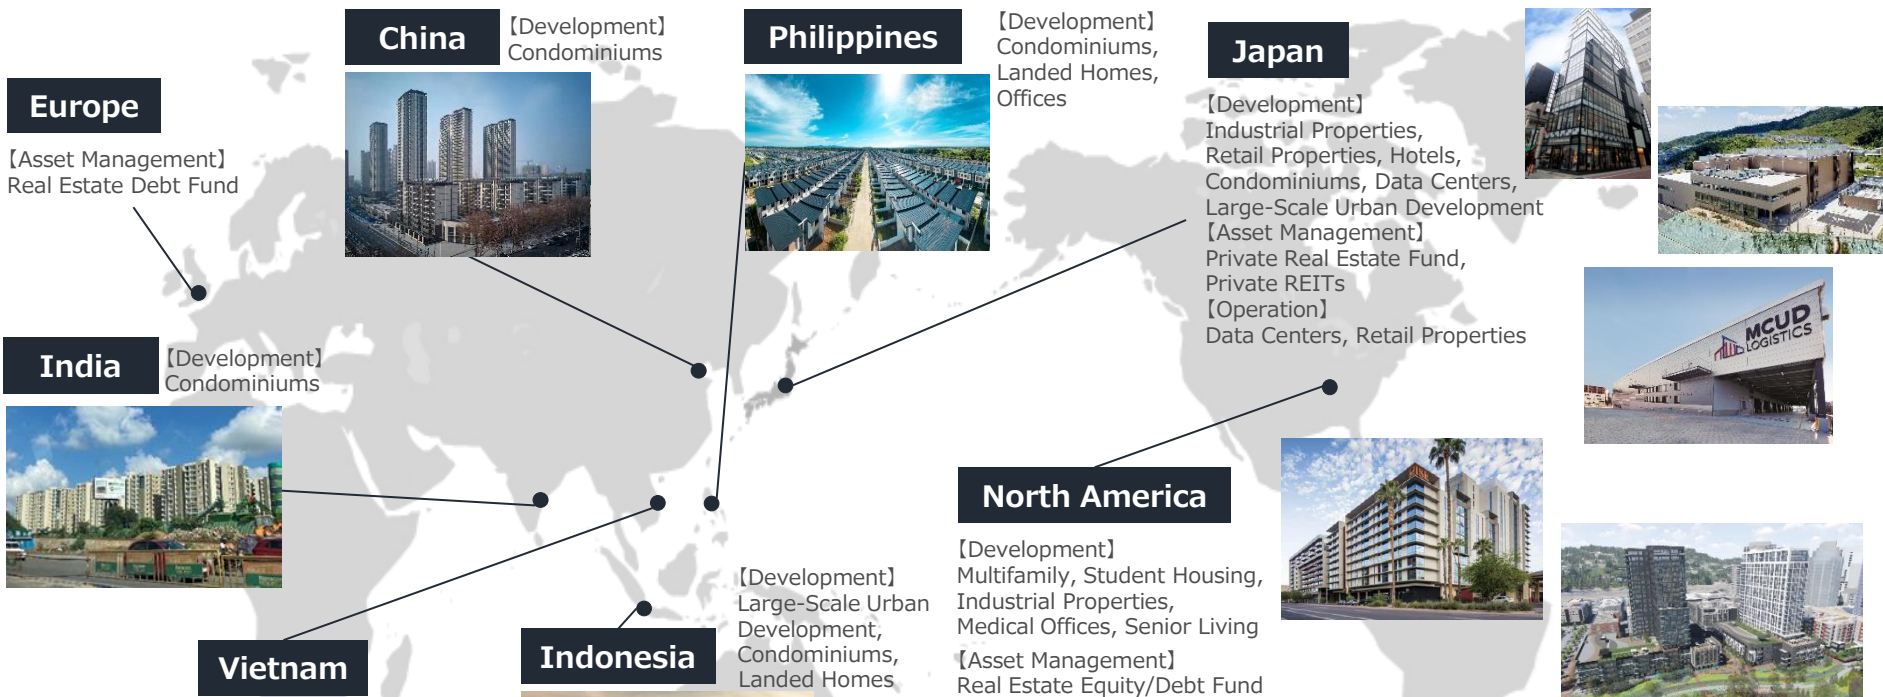 China
【Development】
Condominiums
Philippines
【Development】
Condominiums,
Landed Homes,
Offices
Japan
【Development】
Industrial Properties,
Retail Properties, Hotels,
Condominiums, Data Centers,
Large-Scale Urban Development
【Asset Management】
Private Real Estate Fund,
Private REITs
【Operation】
Data Centers, Retail Properties
Europe
【Asset Management】
Real Estate Debt Fund
MCUD
LOGISTICS
India
【Development】
Condominiums
North America
【Development】
Multifamily, Student Housing,
Industrial Properties,
Medical Offices, Senior Living
【Asset Management】
Real Estate Equity/Debt Fund
Vietnam
Indonesia
【Development】
Large-Scale Urban
Development,
Condominiums,
Landed Homes